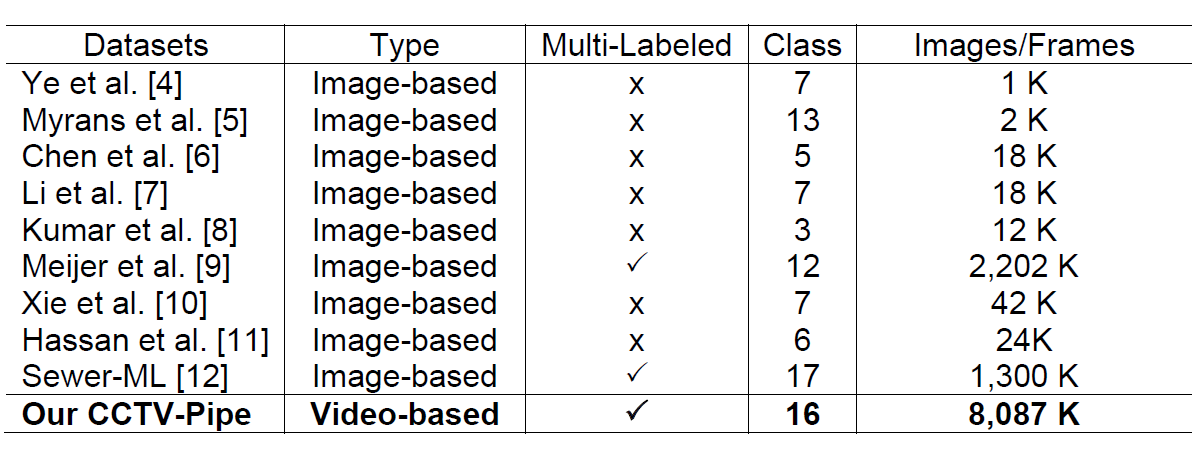 Datasets Type Multi-Labeled Class Images/Frames
Ye et al. [4] Image-based x 7 1 K
Myrans et al. [5] Image-based x 13 2 K
Chen et al. [6] Image-based x 5 18 K
Li et al. [7] Image-based x 7 18 K
Kumar et al. [8] Image-based x 3 12 K
Meijer et al. [9] Image-based ✓ 12 2,202 K
Xie et al. [10] Image-based x 7 42 K
Hassan et al. [11] Image-based x 6 24K
Sewer-ML [12] Image-based ✓ 17 1,300 K
Our CCTV-Pipe Video-based ✓ 16 8,087 K